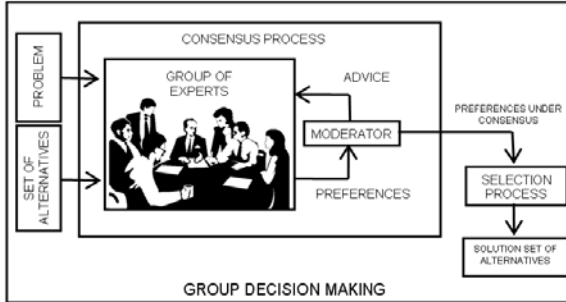 CONSENSUS PROCESS
PROBLEM
SET OF
ALTERNATIVES
GROUP OF
EXPERTS
ADVICE
MODERATOR
PREFERENCES
PREFERENCES UNDER
CONSENSUS
SELECTION
PROCESS
SOLUTION SET OF
ALTERNATIVES
GROUP DECISION MAKING